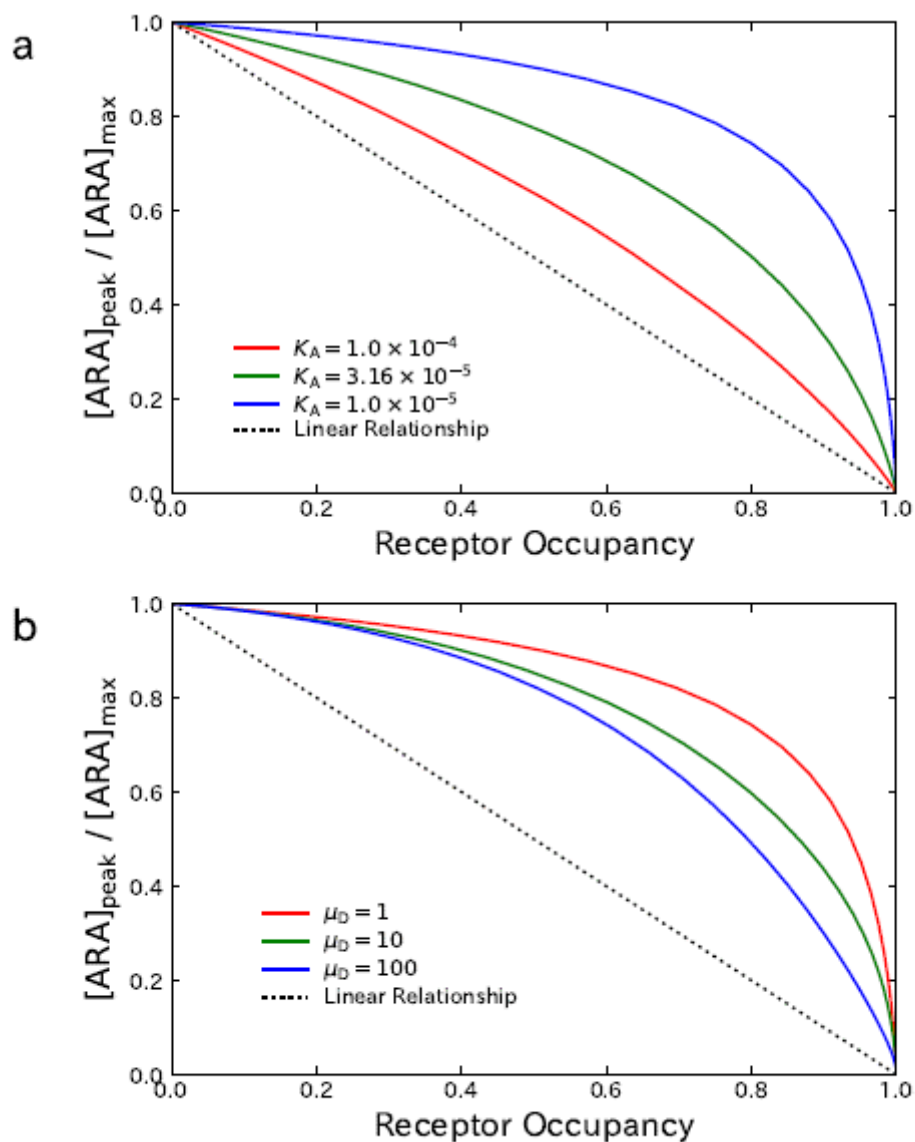 a
[ARA]peak / [ARA]max
1.0
0.8
0.6
0.4
0.2
0.0
K_A = 1.0 × 10⁻⁴
K_A = 3.16 × 10⁻⁵
K_A = 1.0 × 10⁻⁵
Linear Relationship
0.0 0.2 0.4 0.6 0.8 1.0
Receptor Occupancy
b
[ARA]peak / [ARA]max
1.0
0.8
0.6
0.4
0.2
0.0
μ_D = 1
μ_D = 10
μ_D = 100
Linear Relationship
0.0 0.2 0.4 0.6 0.8 1.0
Receptor Occupancy